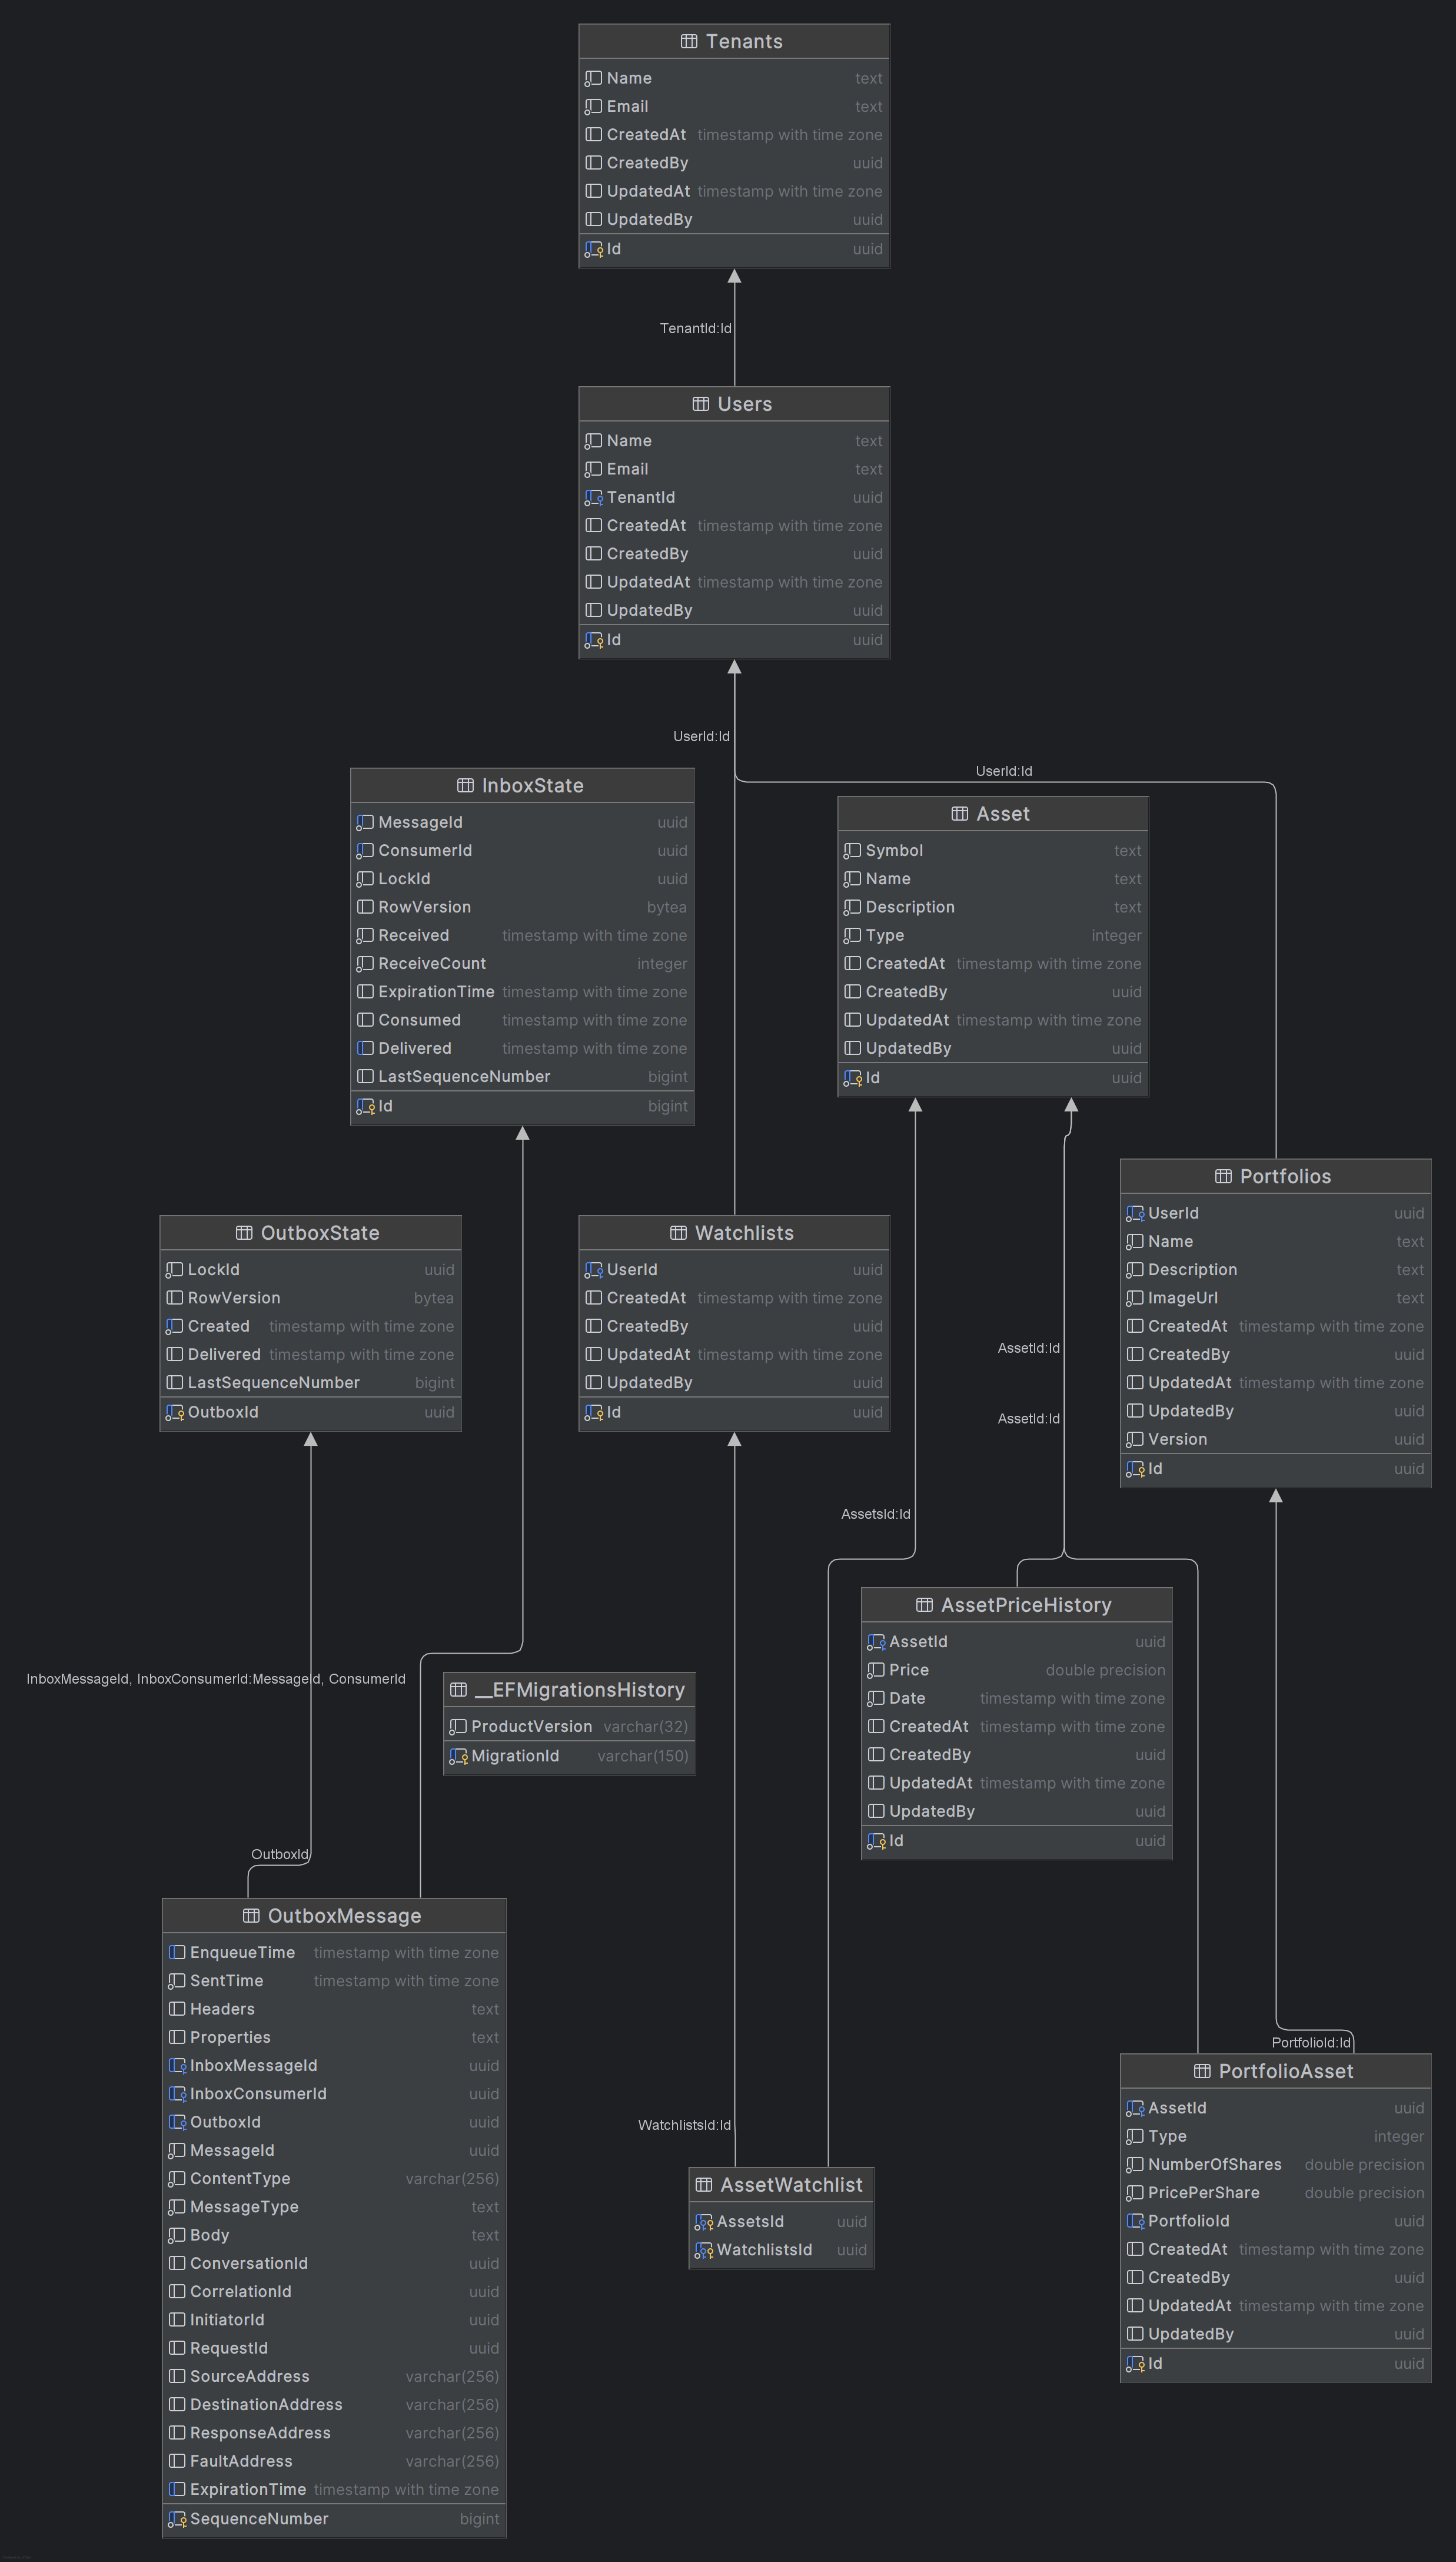 Tenants
Name text
Email text
CreatedAt timestamp with time zone
CreatedBy uuid
UpdatedAt timestamp with time zone
UpdatedBy uuid
Id uuid
TenantId:Id
Users
Name text
Email text
TenantId uuid
CreatedAt timestamp with time zone
CreatedBy uuid
UpdatedAt timestamp with time zone
UpdatedBy uuid
Id uuid
UserId:Id
UserId:Id
InboxState
MessageId uuid
ConsumerId uuid
LockId uuid
RowVersion bytea
Received timestamp with time zone
ReceiveCount integer
ExpirationTime timestamp with time zone
Consumed timestamp with time zone
Delivered timestamp with time zone
LastSequenceNumber bigint
Id bigint
Asset
Symbol text
Name text
Description text
Type integer
CreatedAt timestamp with time zone
CreatedBy uuid
UpdatedAt timestamp with time zone
UpdatedBy uuid
Id uuid
Portfolios
UserId uuid
Name text
Description text
ImageUrl text
CreatedAt timestamp with time zone
CreatedBy uuid
UpdatedAt timestamp with time zone
UpdatedBy uuid
Version uuid
Id uuid
OutboxState
LockId uuid
RowVersion bytea
Created timestamp with time zone
Delivered timestamp with time zone
LastSequenceNumber bigint
OutboxId uuid
Watchlists
UserId uuid
CreatedAt timestamp with time zone
CreatedBy uuid
UpdatedAt timestamp with time zone
UpdatedBy uuid
Id uuid
AssetId:Id
AssetId:Id
AssetsId:Id
AssetPriceHistory
AssetId uuid
Price double precision
Date timestamp with time zone
CreatedAt timestamp with time zone
CreatedBy uuid
UpdatedAt timestamp with time zone
UpdatedBy uuid
Id uuid
InboxMessageId, InboxConsumerId:MessageId, ConsumerId
__EFMigrationsHistory
ProductVersion varchar(32)
MigrationId varchar(150)
OutboxId
OutboxMessage
EnqueueTime timestamp with time zone
SentTime timestamp with time zone
Headers text
Properties text
InboxMessageId uuid
InboxConsumerId uuid
OutboxId uuid
MessageId uuid
ContentType varchar(256)
MessageType text
Body text
ConversationId uuid
CorrelationId uuid
InitiatorId uuid
RequestId uuid
SourceAddress varchar(256)
DestinationAddress varchar(256)
ResponseAddress varchar(256)
FaultAddress varchar(256)
ExpirationTime timestamp with time zone
SequenceNumber bigint
WatchlistsId:Id
AssetWatchlist
AssetsId uuid
WatchlistsId uuid
PortfolioId:Id
PortfolioAsset
AssetId uuid
Type integer
NumberOfShares double precision
PricePerShare double precision
PortfolioId uuid
CreatedAt timestamp with time zone
CreatedBy uuid
UpdatedAt timestamp with time zone
UpdatedBy uuid
Id uuid